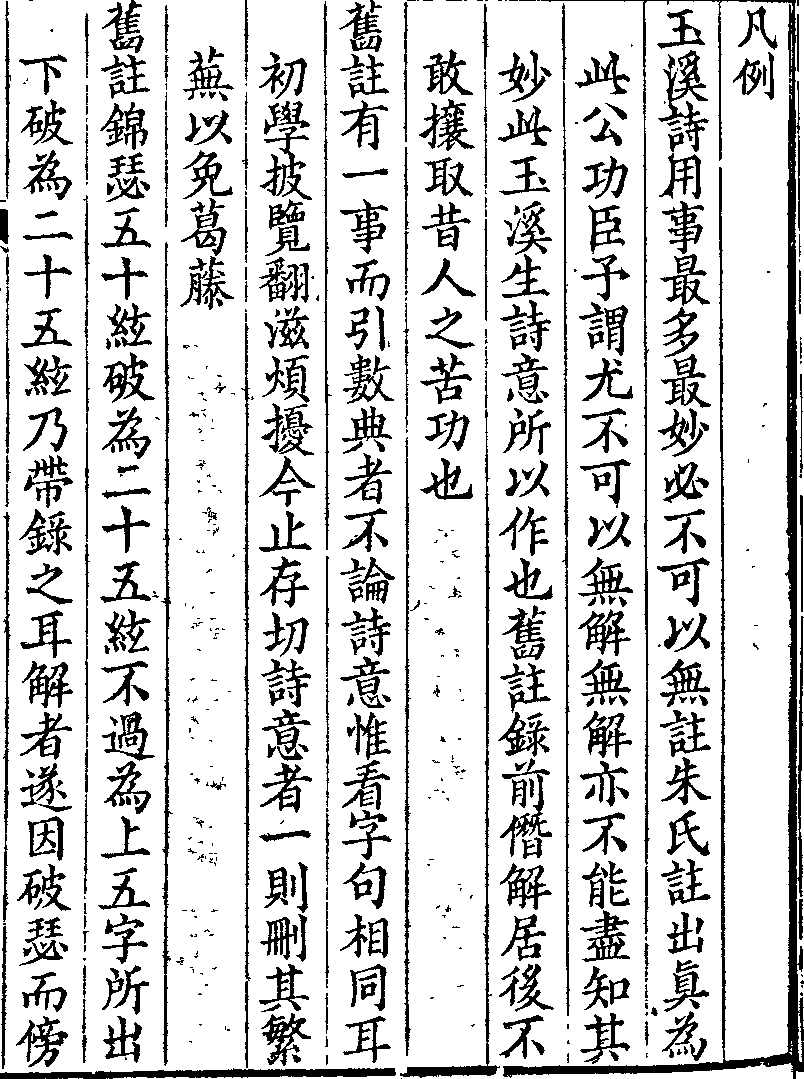 凡例
玉溪詩用事最多最妙必不可以無註朱氏註出眞為
此公功臣予謂尤不可以無解無解亦不能盡知其
妙此玉溪生詩意所以作也舊註錄前僭解居後不
敢攘取昔人之苦功也
舊註有一事而引數典者不論詩意惟看字句相同耳
初學披覽翻滋煩擾今止存切詩意者一則刪其繁
蕪以免葛藤
舊註錦瑟五十絃破為二十五絃不過為上五字所出
下破為二十五絃乃帶錄之耳解者遂因破瑟而傍